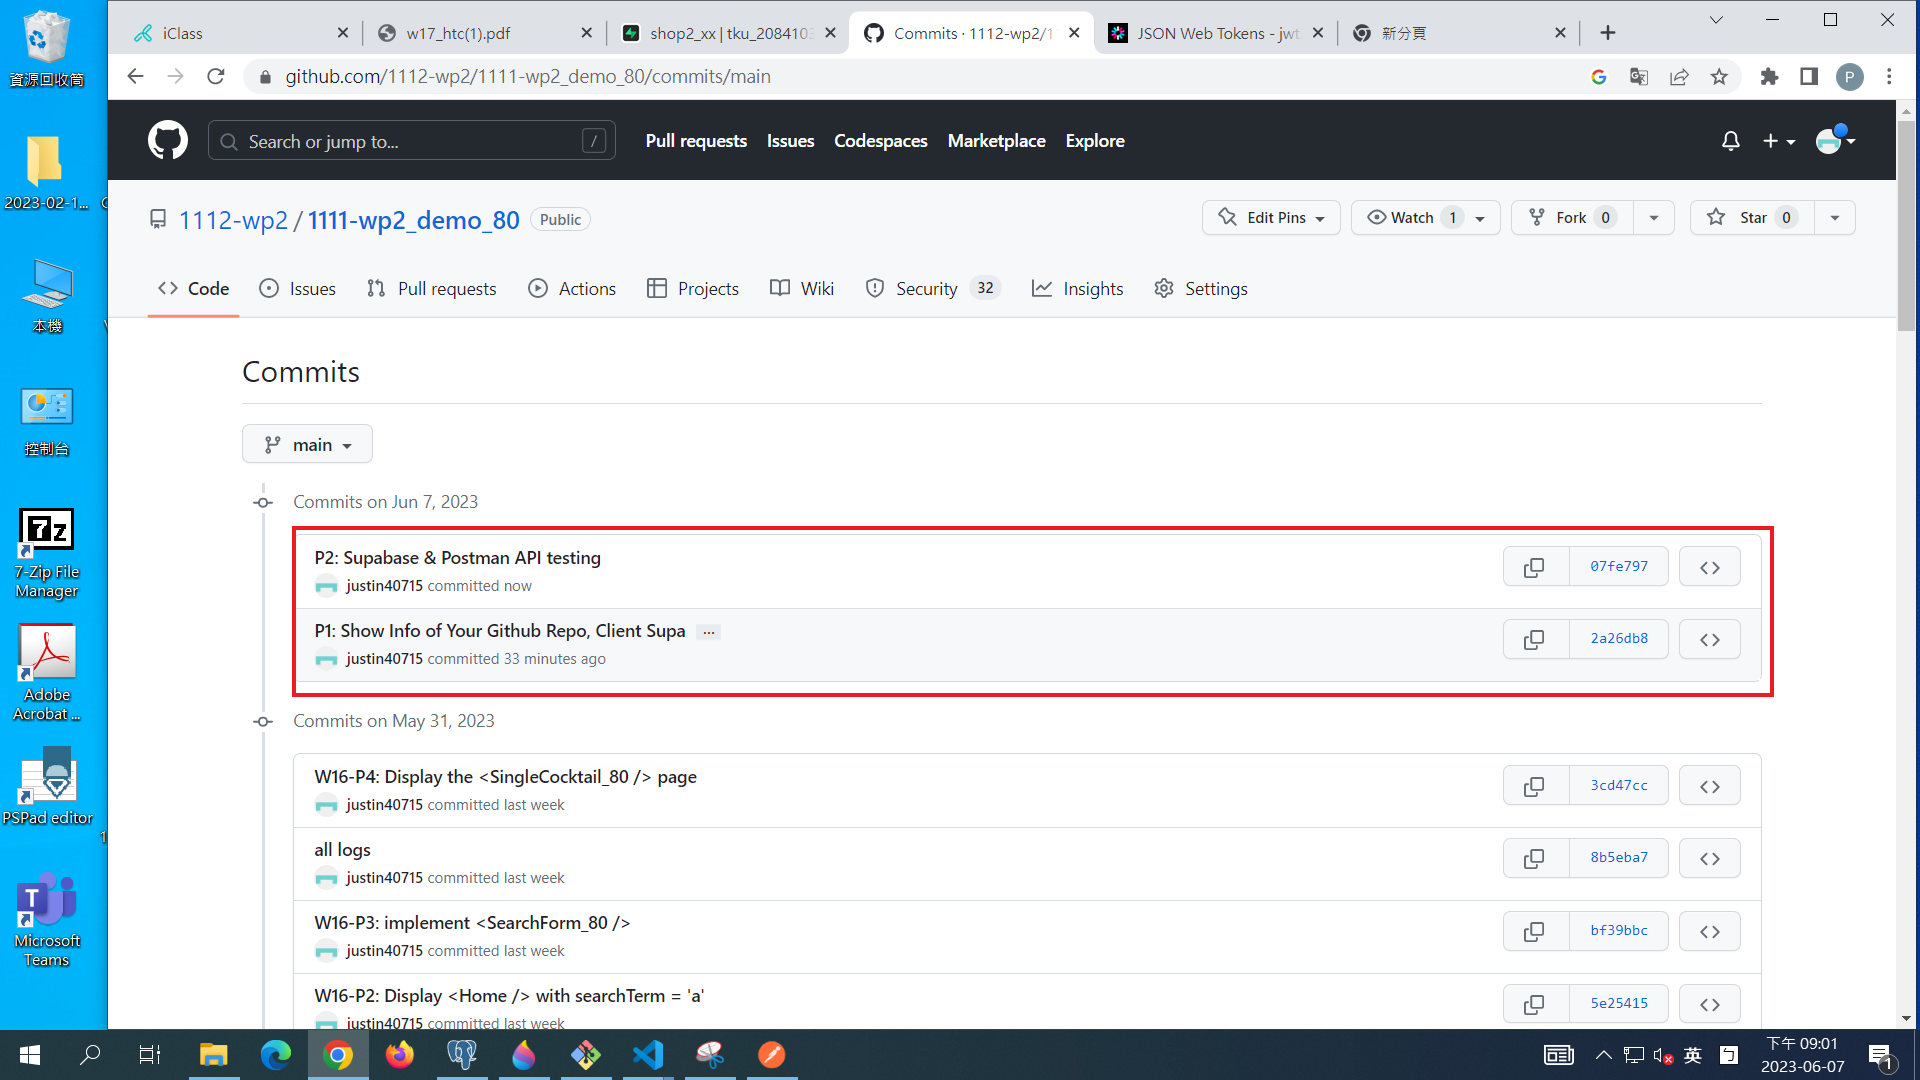 iClass
w17_htc(1).pdf
shop2_xx | tku_2084103
Commits · 1112-wp2/1
JSON Web Tokens - jwt
新分頁
github.com/1112-wp2/1111-wp2_demo_80/commits/main
P
Search or jump to...
/
Pull requests
Issues
Codespaces
Marketplace
Explore
1112-wp2 / 1111-wp2_demo_80
Public
Edit Pins
Watch 1
Fork 0
Star 0
Code
Issues
Pull requests
Actions
Projects
Wiki
Security 32
Insights
Settings
Commits
main
Commits on Jun 7, 2023
P2: Supabase & Postman API testing
justin40715 committed now
07fe797
P1: Show Info of Your Github Repo, Client Supa ...
justin40715 committed 33 minutes ago
2a26db8
Commits on May 31, 2023
W16-P4: Display the <SingleCocktail_80 /> page
justin40715 committed last week
3cd47cc
all logs
justin40715 committed last week
8b5eba7
W16-P3: implement <SearchForm_80 />
justin40715 committed last week
bf39bbc
W16-P2: Display <Home /> with searchTerm = 'a'
justin40715 committed last week
5e25415
資源回收筒
2023-02-1...
本機
控制台
7z
7-Zip File
Manager
Adobe
Acrobat ...
PSPad editor
T
Microsoft
Teams
英
下午 09:01
2023-06-07
1